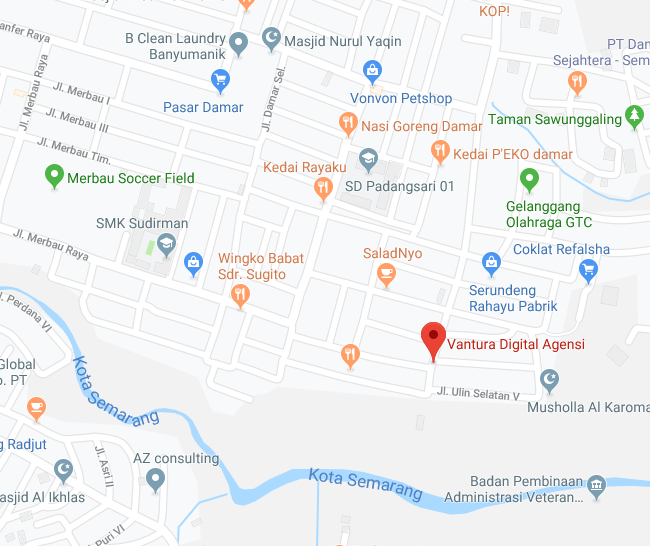 KOP!
anfer Raya
B Clean Laundry
Banyumanik
Masjid Nurul Yaqin
PT Dan
Sejahtera - Sem
Jl. Merbau Raya
Jl. Merbau I
Pasar Damar
Jl. Damar Sel.
Vonvon Petshop
Jl. Merbau III
Nasi Goreng Damar
Taman Sawunggaling
Jl. Merbau Tim.
Kedai Rayaku
Kedai P'EKO damar
Merbau Soccer Field
SD Padangsari 01
Gelanggang
Olahraga GTC
SMK Sudirman
Jl. Merbau Raya
Wingko Babat
Sdr. Sugito
SaladNyo
Coklat Refalsha
Serundeng
Rahayu Pabrik
Jl. Perdana VI
Vantura Digital Agensi
Global
o. PT
Kota Semarang
Jl. Ulin Selatan V
Musholla Al Karoma
g Radjut
Jl. Asri II
AZ consulting
Kota Semarang
asjid Al Ikhlas
Badan Pembinaan
Administrasi Veteran...
Puri VI